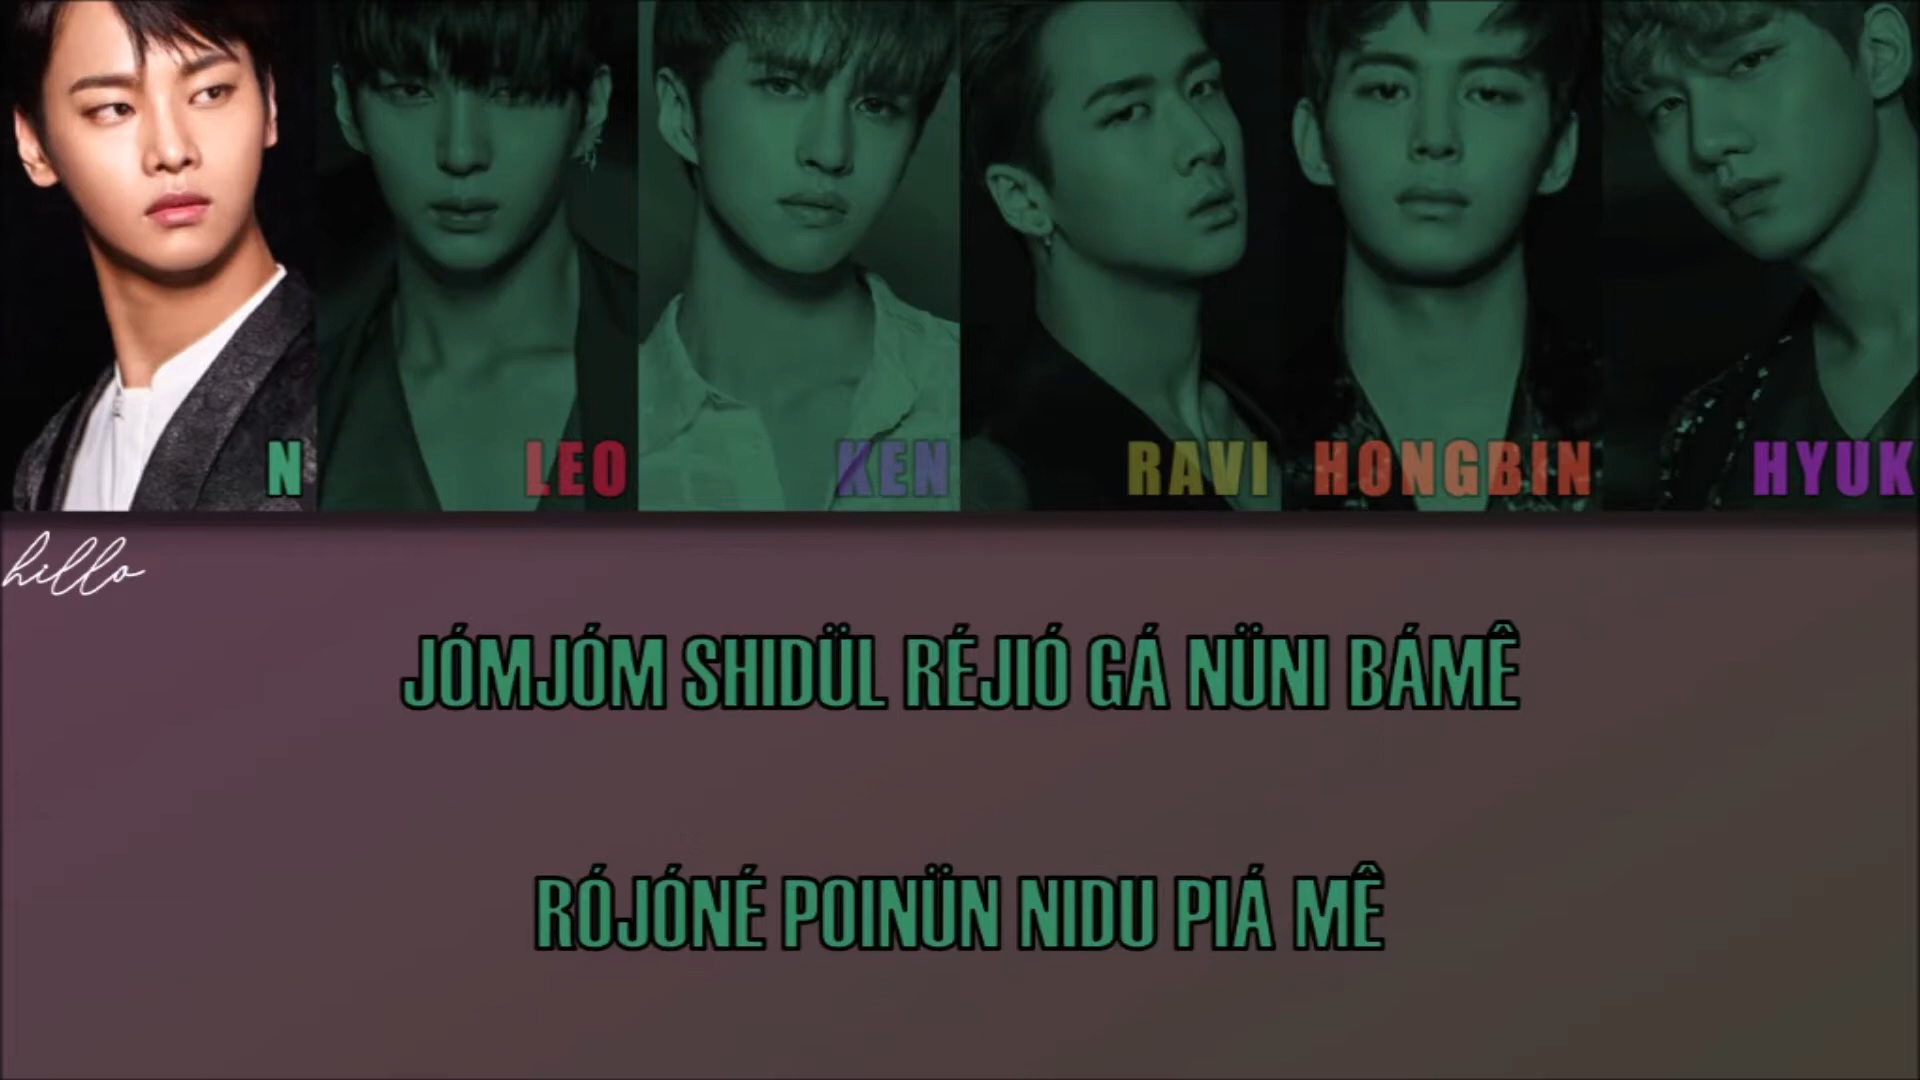 N LEO KEN RAVI HONGBIN HYUK
hillo
JÓMJÓM SHIDÜL RÉJIÓ GÁ NÜNI BÁMÊ
RÓJÓNÉ POINÜN NIDU PIÁ MÊ